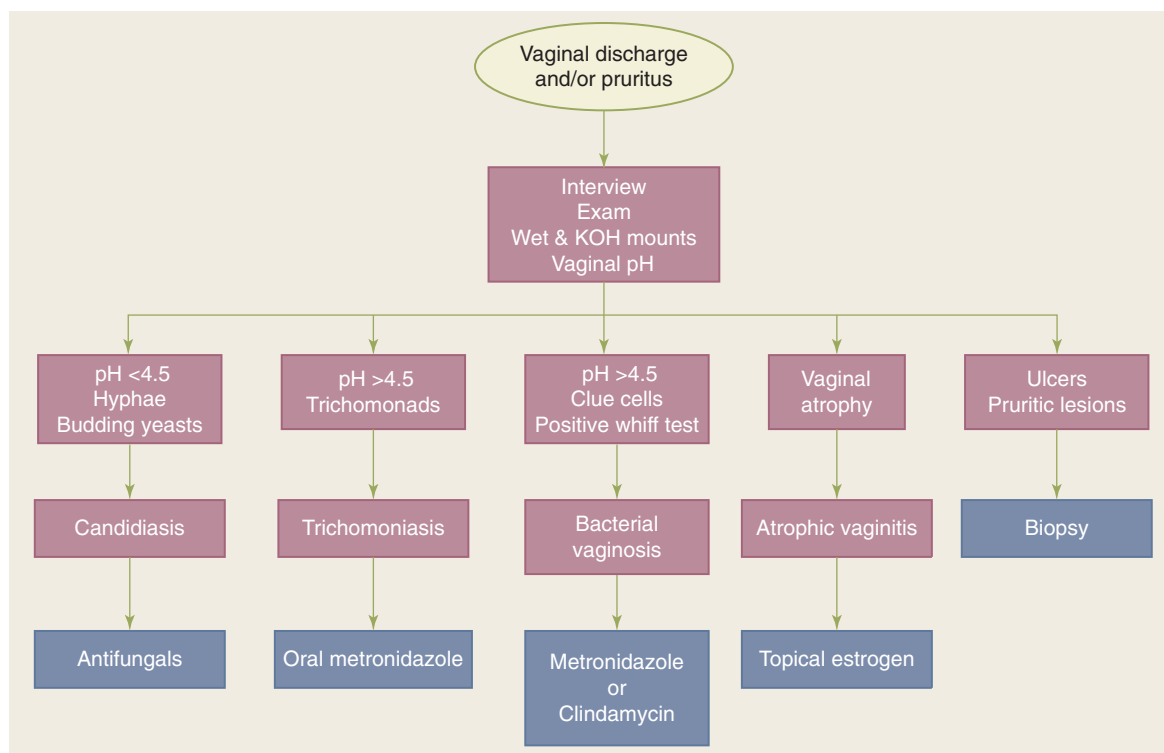 Vaginal discharge
and/or pruritus
Interview
Exam
Wet & KOH mounts
Vaginal pH
pH <4.5
Hyphae
Budding yeasts
pH >4.5
Trichomonads
pH >4.5
Clue cells
Positive whiff test
Vaginal
atrophy
Ulcers
Pruritic lesions
Candidiasis
Trichomoniasis
Bacterial
vaginosis
Atrophic vaginitis
Biopsy
Antifungals
Oral metronidazole
Metronidazole
or
Clindamycin
Topical estrogen